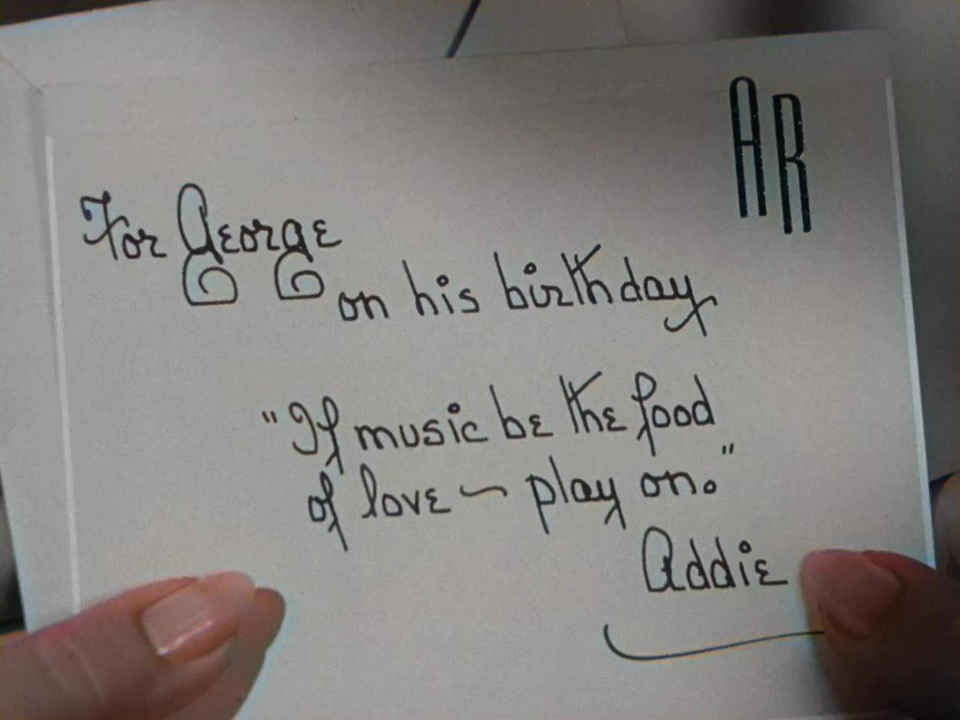 AR
For George
on his birthday
"If music be the food
of love — play on."
Addie